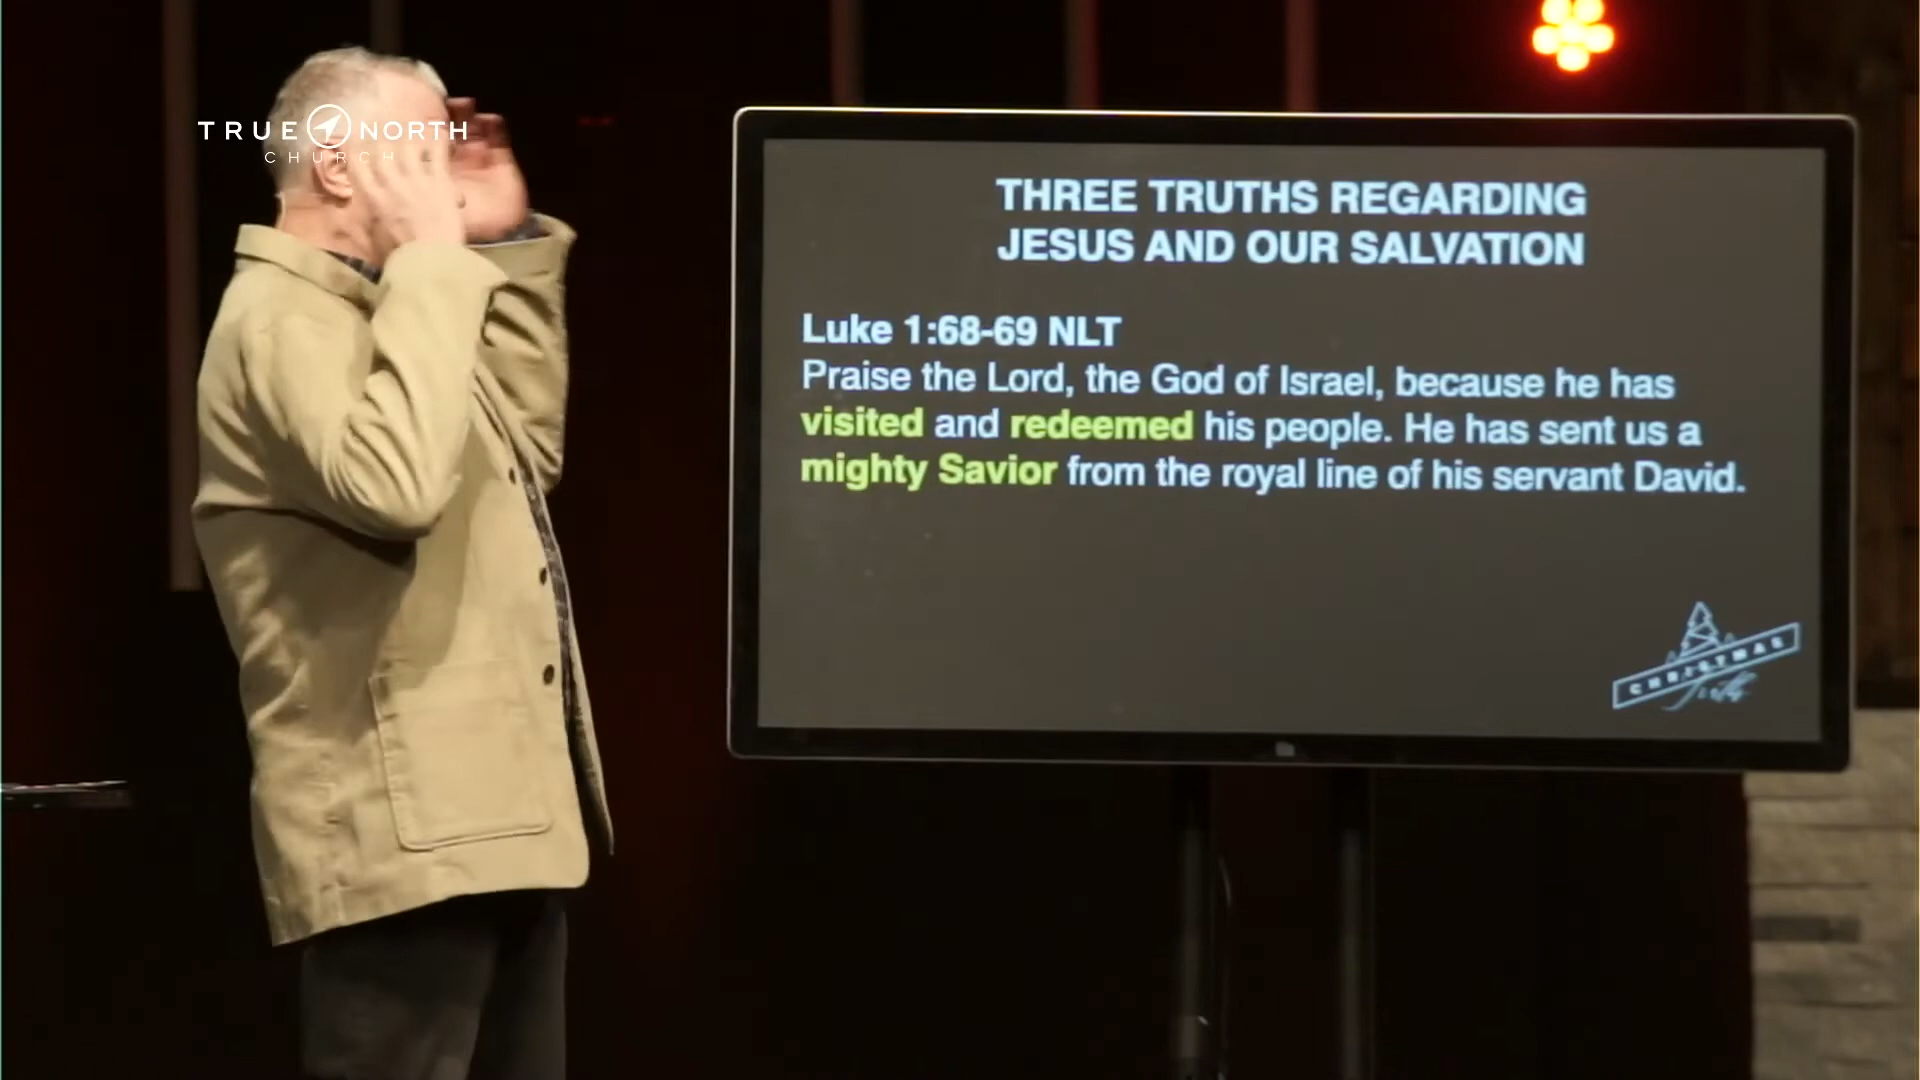 TRUE NORTH
CHURCH
THREE TRUTHS REGARDING
JESUS AND OUR SALVATION
Luke 1:68-69 NLT
Praise the Lord, the God of Israel, because he has
visited and redeemed his people. He has sent us a
mighty Savior from the royal line of his servant David.
CHRISTMAS